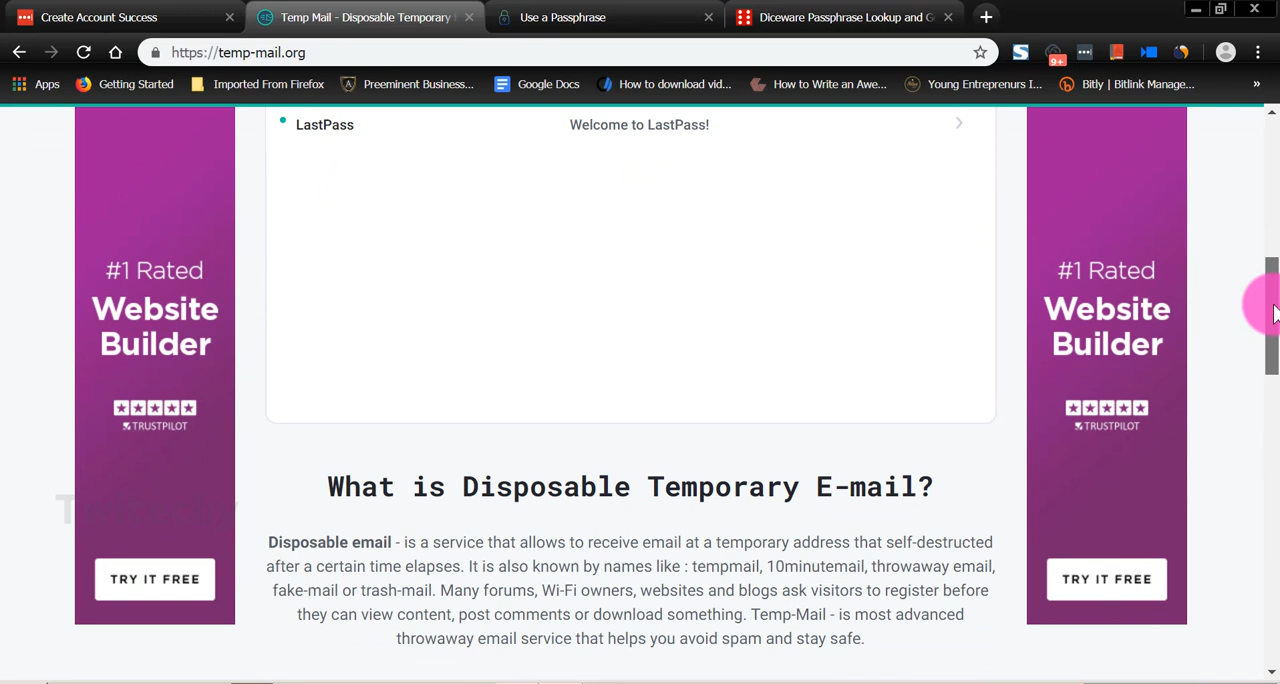 Create Account Success
Temp Mail - Disposable Temporary
Use a Passphrase
Diceware Passphrase Lookup and G
https://temp-mail.org
9+
Apps
Getting Started
Imported From Firefox
Preeminent Business...
Google Docs
How to download vid...
How to Write an Awe...
Young Entreprenurs I...
Bitly | Bitlink Manage...
»
LastPass
Welcome to LastPass!
#1 Rated
Website
Builder
TRUSTPILOT
TRY IT FREE
#1 Rated
Website
Builder
TRUSTPILOT
TRY IT FREE
What is Disposable Temporary E-mail?
Disposable email - is a service that allows to receive email at a temporary address that self-destructed
after a certain time elapses. It is also known by names like : tempmail, 10minutemail, throwaway email,
fake-mail or trash-mail. Many forums, Wi-Fi owners, websites and blogs ask visitors to register before
they can view content, post comments or download something. Temp-Mail - is most advanced
throwaway email service that helps you avoid spam and stay safe.